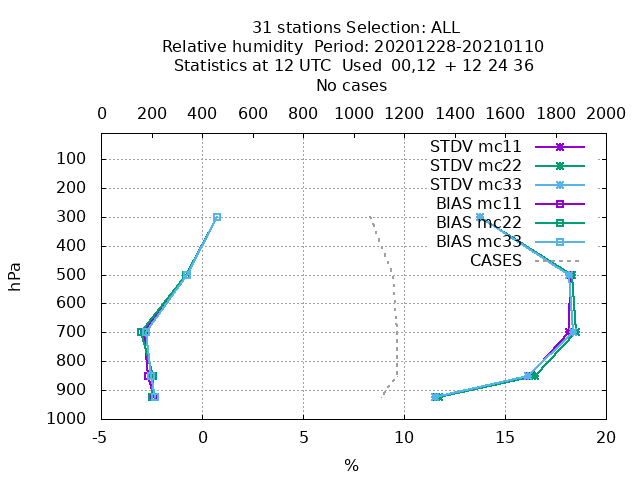 31 stations Selection: ALL
Relative humidity  Period: 20201228-20210110
Statistics at 12 UTC  Used  00,12  + 12 24 36
No cases
0 200 400 600 800 1000 1200 1400 1600 1800 2000
STDV mc11
STDV mc22
STDV mc33
BIAS mc11
BIAS mc22
BIAS mc33
CASES
100
200
300
400
500
600
700
800
900
1000
hPa
-5 0 5 10 15 20
%